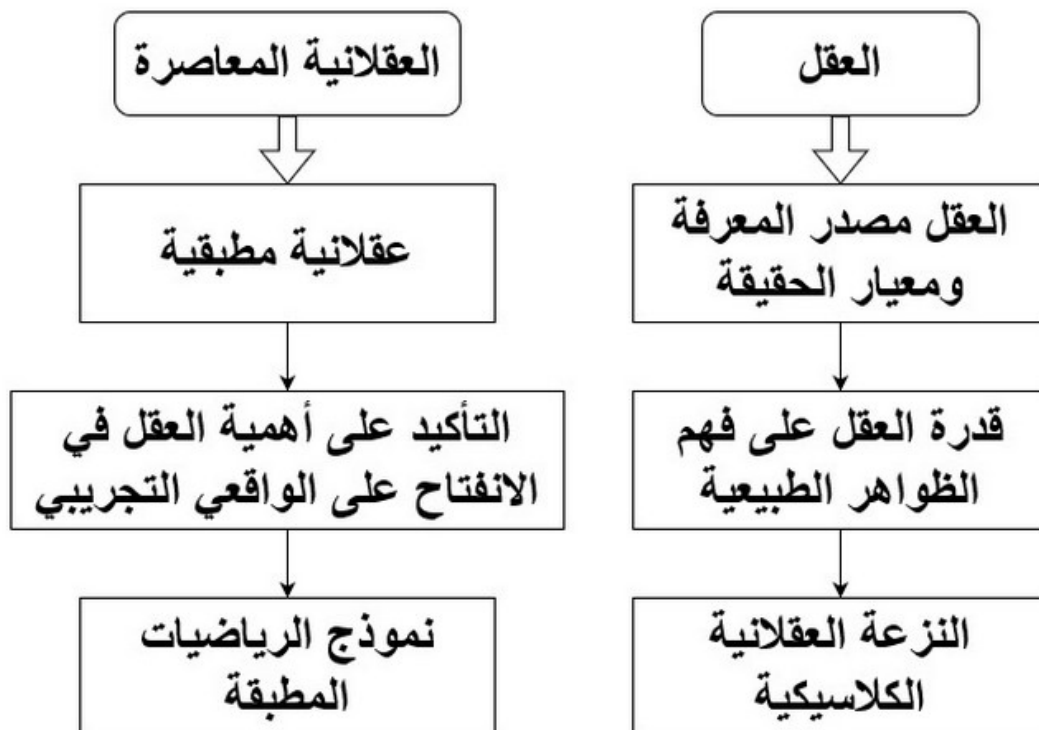 العقل
العقل مصدر المعرفة
ومعيار الحقيقة
قدرة العقل على فهم
الظواهر الطبيعية
النزعة العقلانية
الكلاسيكية
العقلانية المعاصرة
عقلانية مطبقية
التأكيد على أهمية العقل في
الانفتاح على الواقعي التجريبي
نموذج الرياضيات
المطبقة